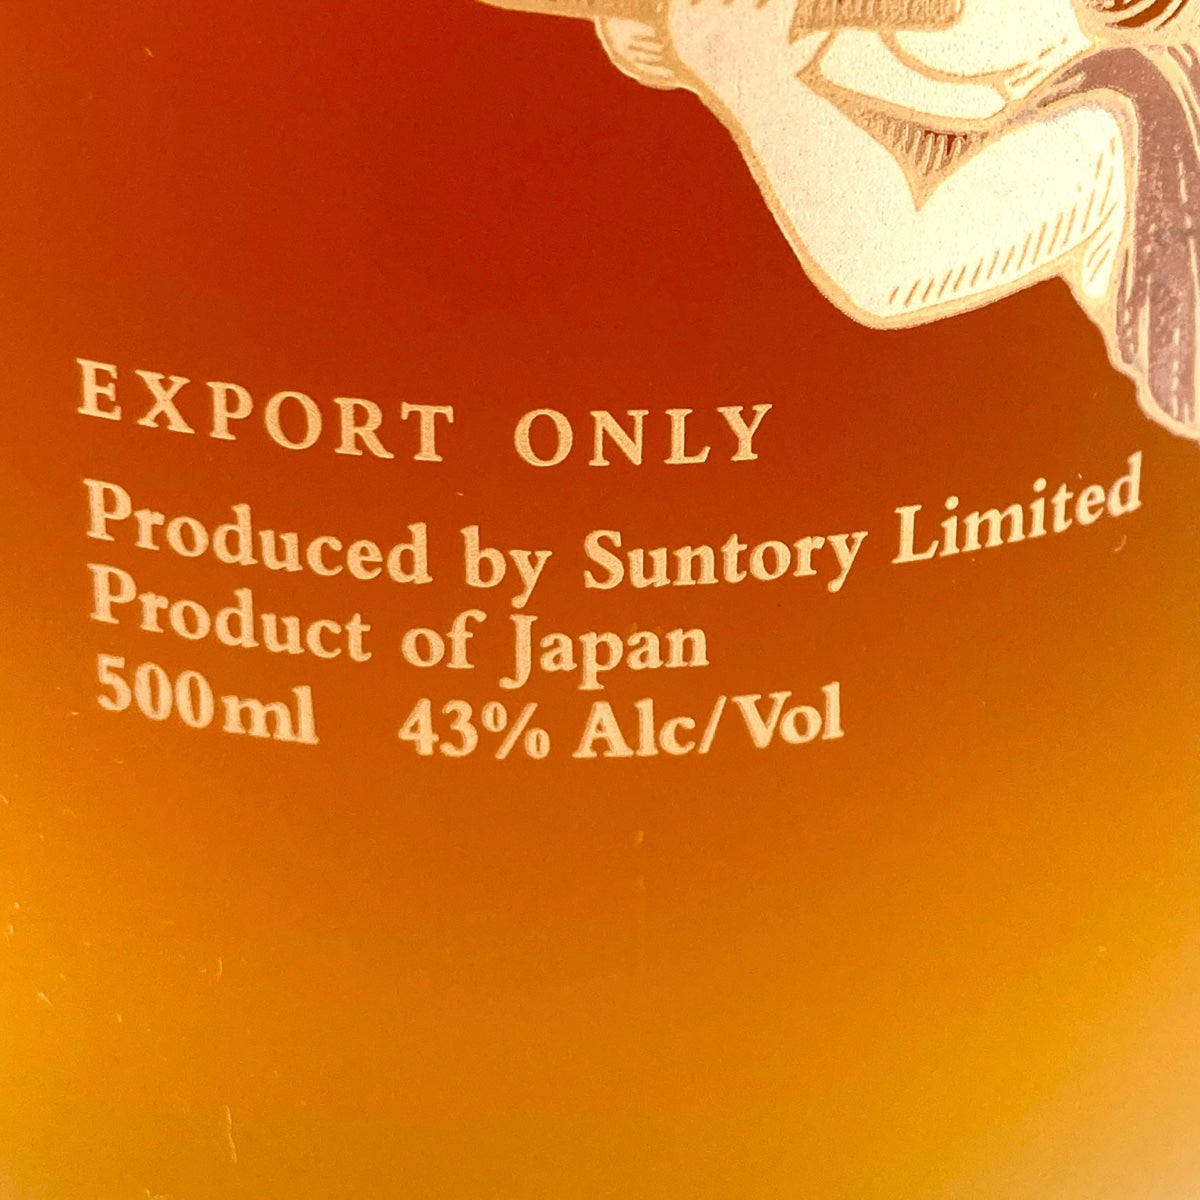 EXPORT ONLY
Produced by Suntory Limited
Product of Japan
500ml 43% Alc/Vol